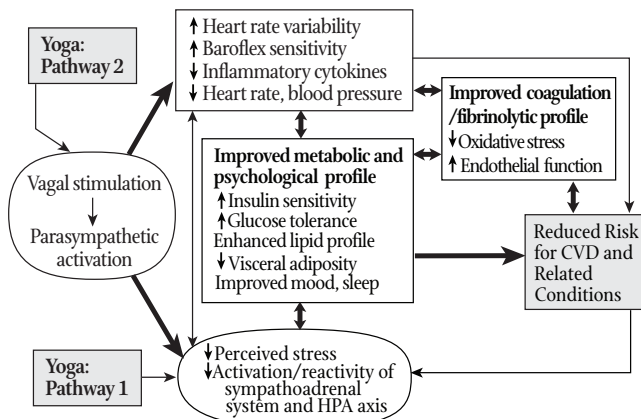 Yoga:
Pathway 2
↑ Heart rate variability
↑ Baroflex sensitivity
↓ Inflammatory cytokines
↓ Heart rate, blood pressure
Improved coagulation
/fibrinolytic profile
↓ Oxidative stress
↑ Endothelial function
Vagal stimulation
Parasympathetic
activation
Improved metabolic and
psychological profile
↑ Insulin sensitivity
↑ Glucose tolerance
Enhanced lipid profile
↓ Visceral adiposity
Improved mood, sleep
Reduced Risk
for CVD and
Related
Conditions
Yoga:
Pathway 1
↓ Perceived stress
↓ Activation/reactivity of
sympathoadrenal
system and HPA axis